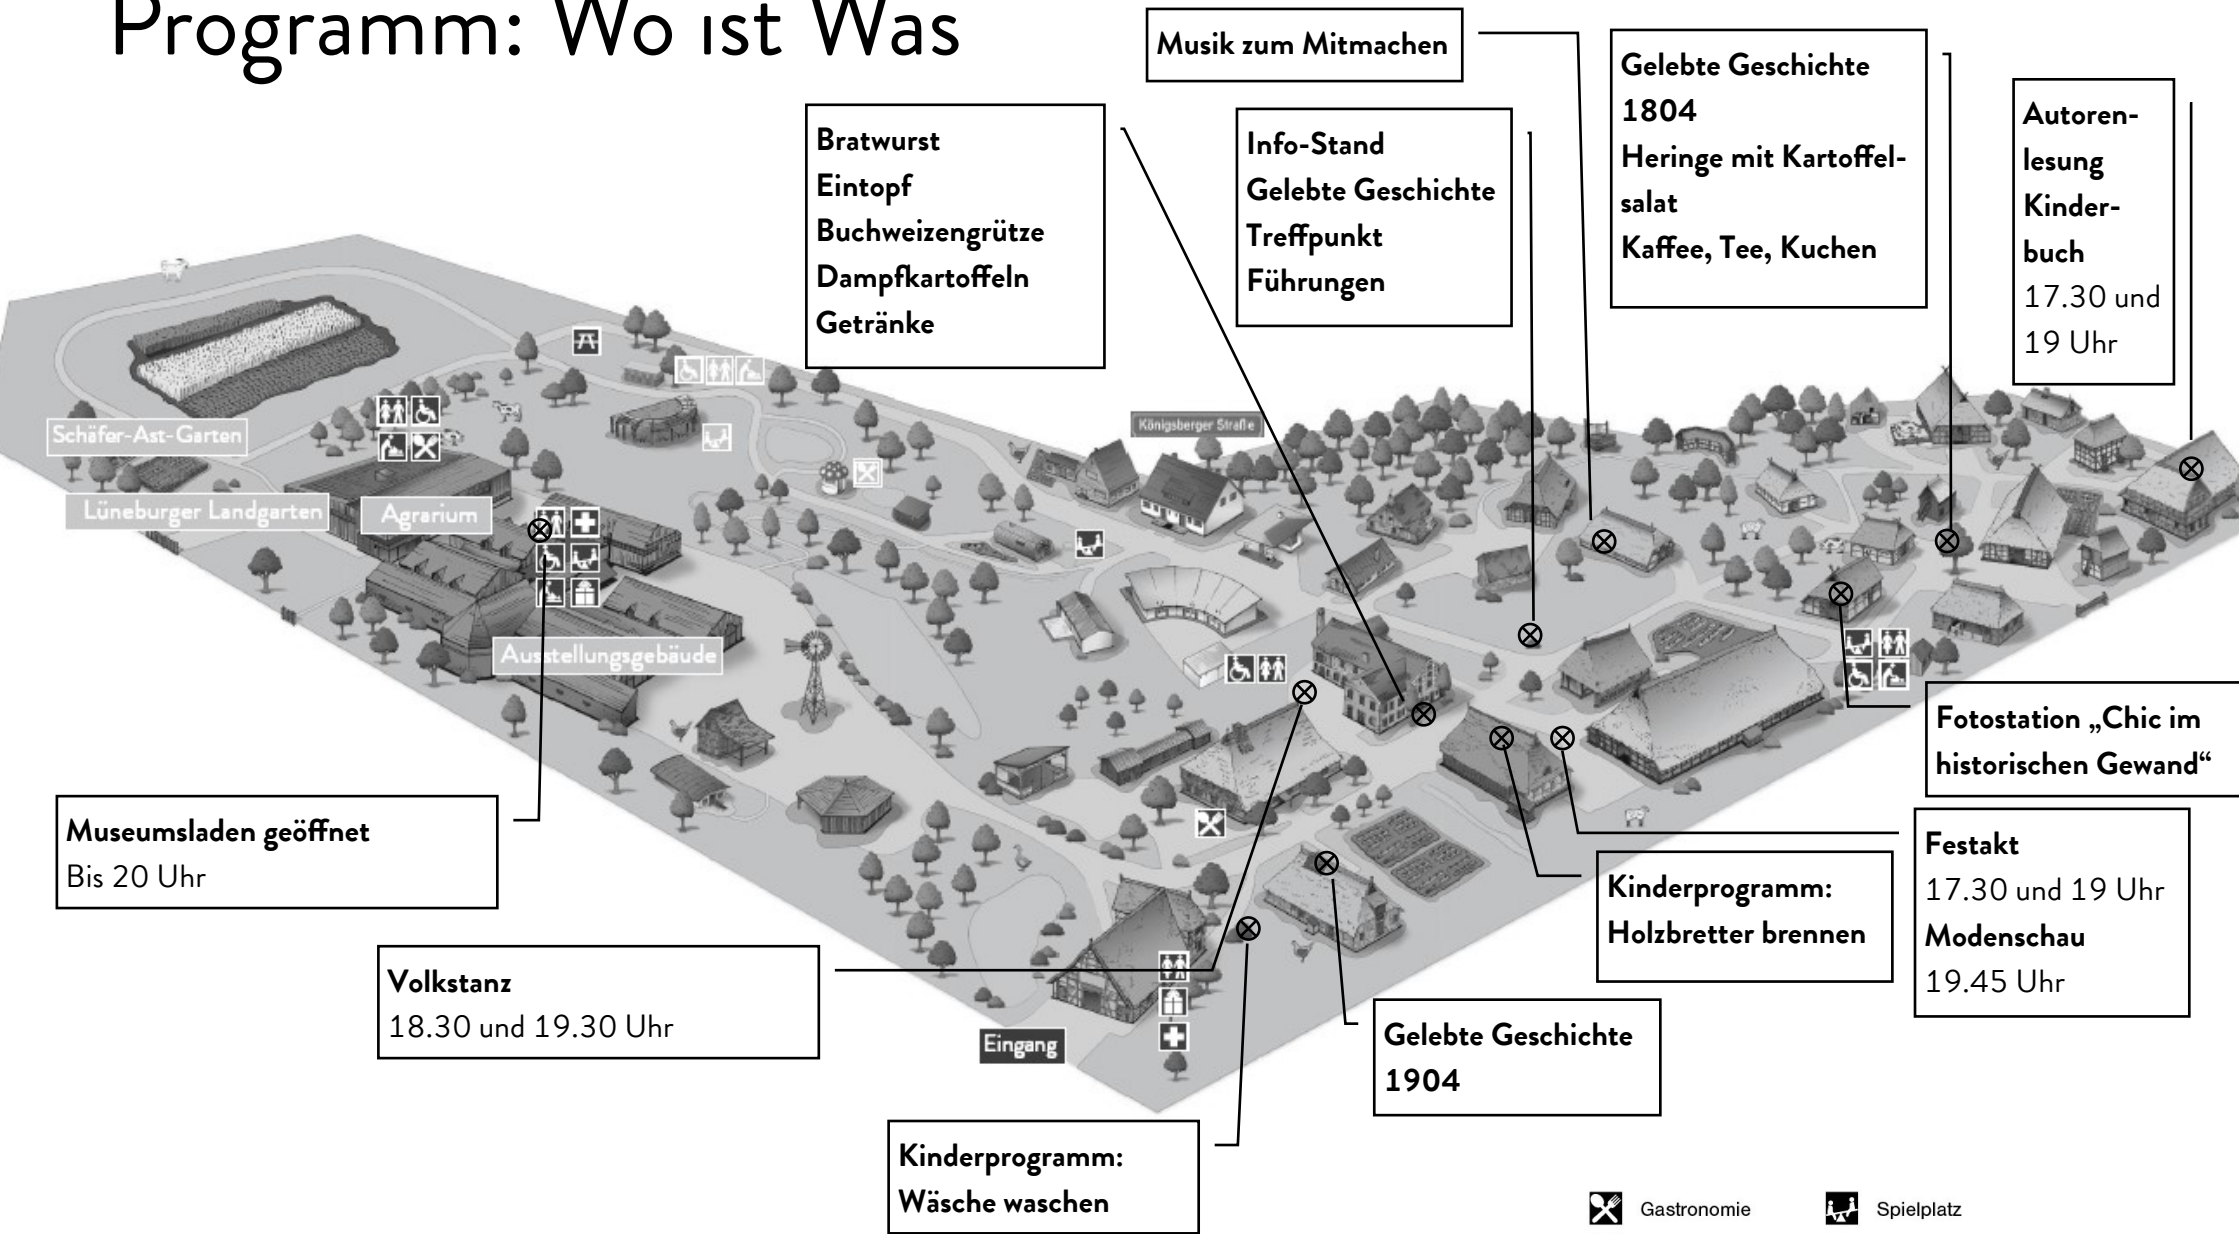 Programm: Wo ist Was
Musik zum Mitmachen
Bratwurst
Eintopf
Buchweizengrütze
Dampfkartoffeln
Getränke
Info-Stand
Gelebte Geschichte
Treffpunkt
Führungen
Gelebte Geschichte
1804
Heringe mit Kartoffel-
salat
Kaffee, Tee, Kuchen
Autoren-
lesung
Kinder-
buch
17.30 und
19 Uhr
Königsberger Straße
Schäfer-Ast-Garten
Lüneburger Landgärten
Agrarium
Ausstellungsgebäude
Fotostation „Chic im
historischen Gewand“
Museumsladen geöffnet
Bis 20 Uhr
Festakt
17.30 und 19 Uhr
Modenschau
19.45 Uhr
Kinderprogramm:
Holzbretter brennen
Volkstanz
18.30 und 19.30 Uhr
Eingang
Gelebte Geschichte
1904
Kinderprogramm:
Wäsche waschen
Gastronomie
Spielplatz